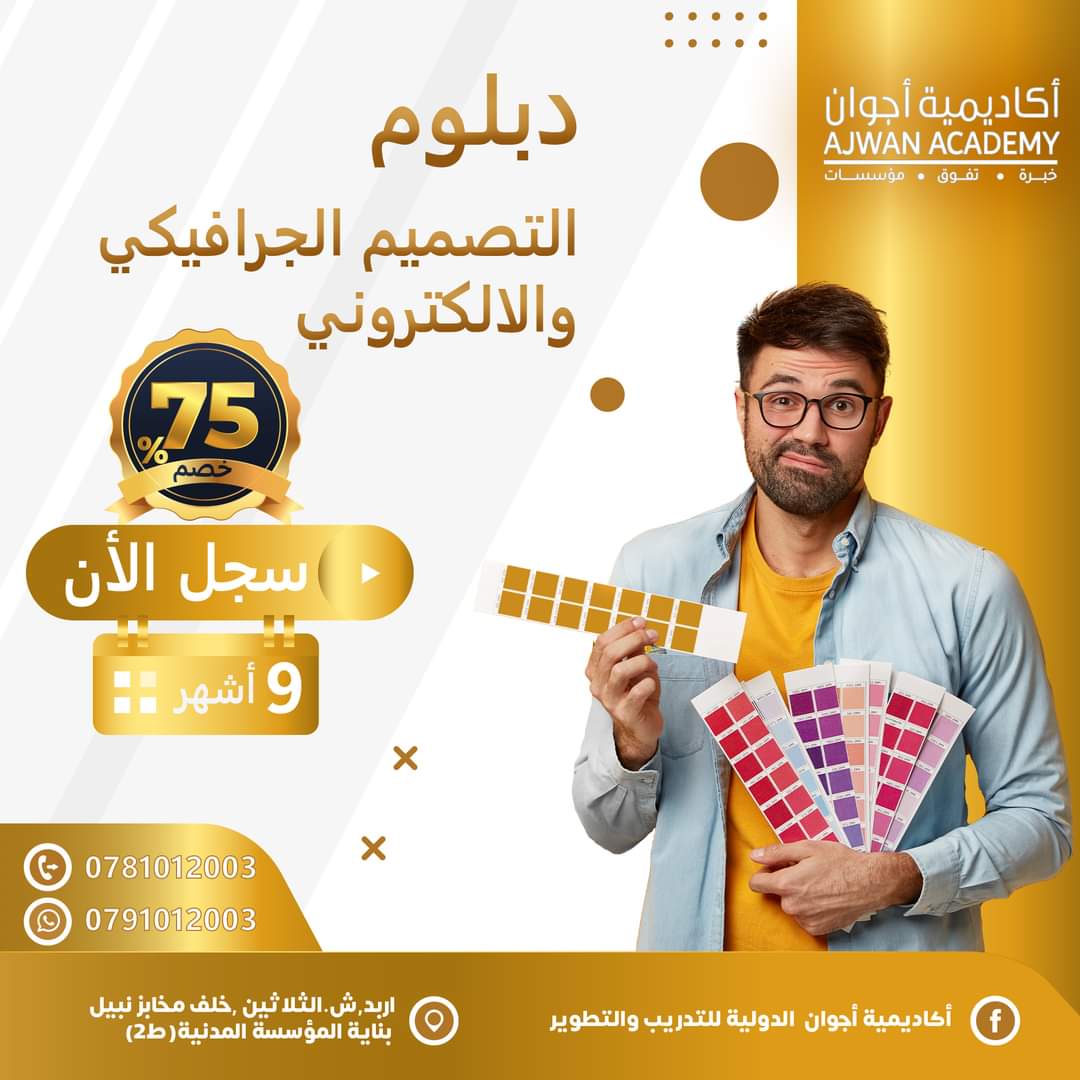 أكاديمية أجوان
AJWAN ACADEMY
خبرة • تفوق • مؤسسات
دبلوم
التصميم الجرافيكي
والالكتروني
%75
خصم
سجل الأن
9 أشهر
0781012003
0791012003
أكاديمية أجوان الدولية للتدريب والتطوير
اربد,ش.الثلاثين ,خلف مخابز نبيل
بناية المؤسسة المدنية( ط2)